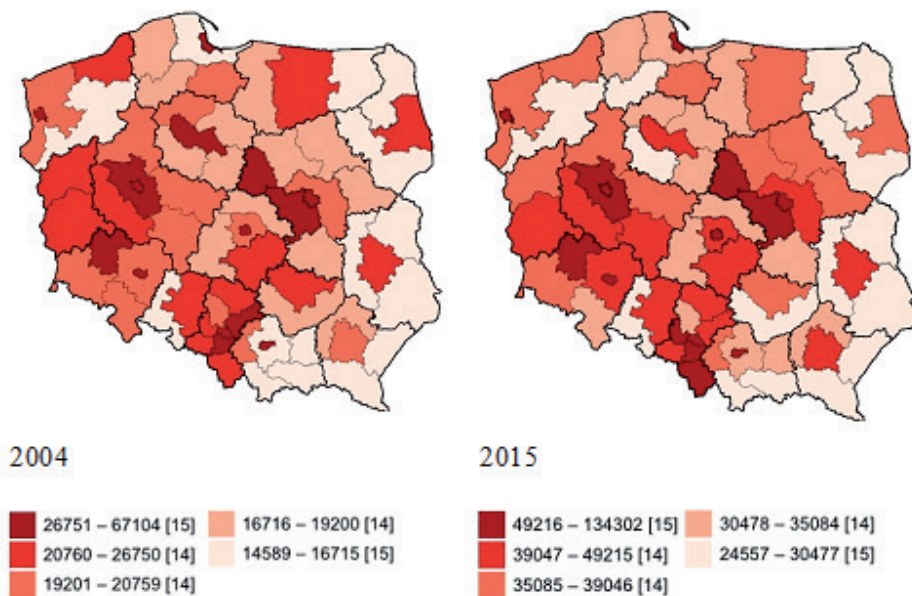 2004
2015
26751 – 67104 [15]
16716 – 19200 [14]
20760 – 26750 [14]
14589 – 16715 [15]
19201 – 20759 [14]
49216 – 134302 [15]
30478 – 35084 [14]
39047 – 49215 [14]
24557 – 30477 [15]
35085 – 39046 [14]